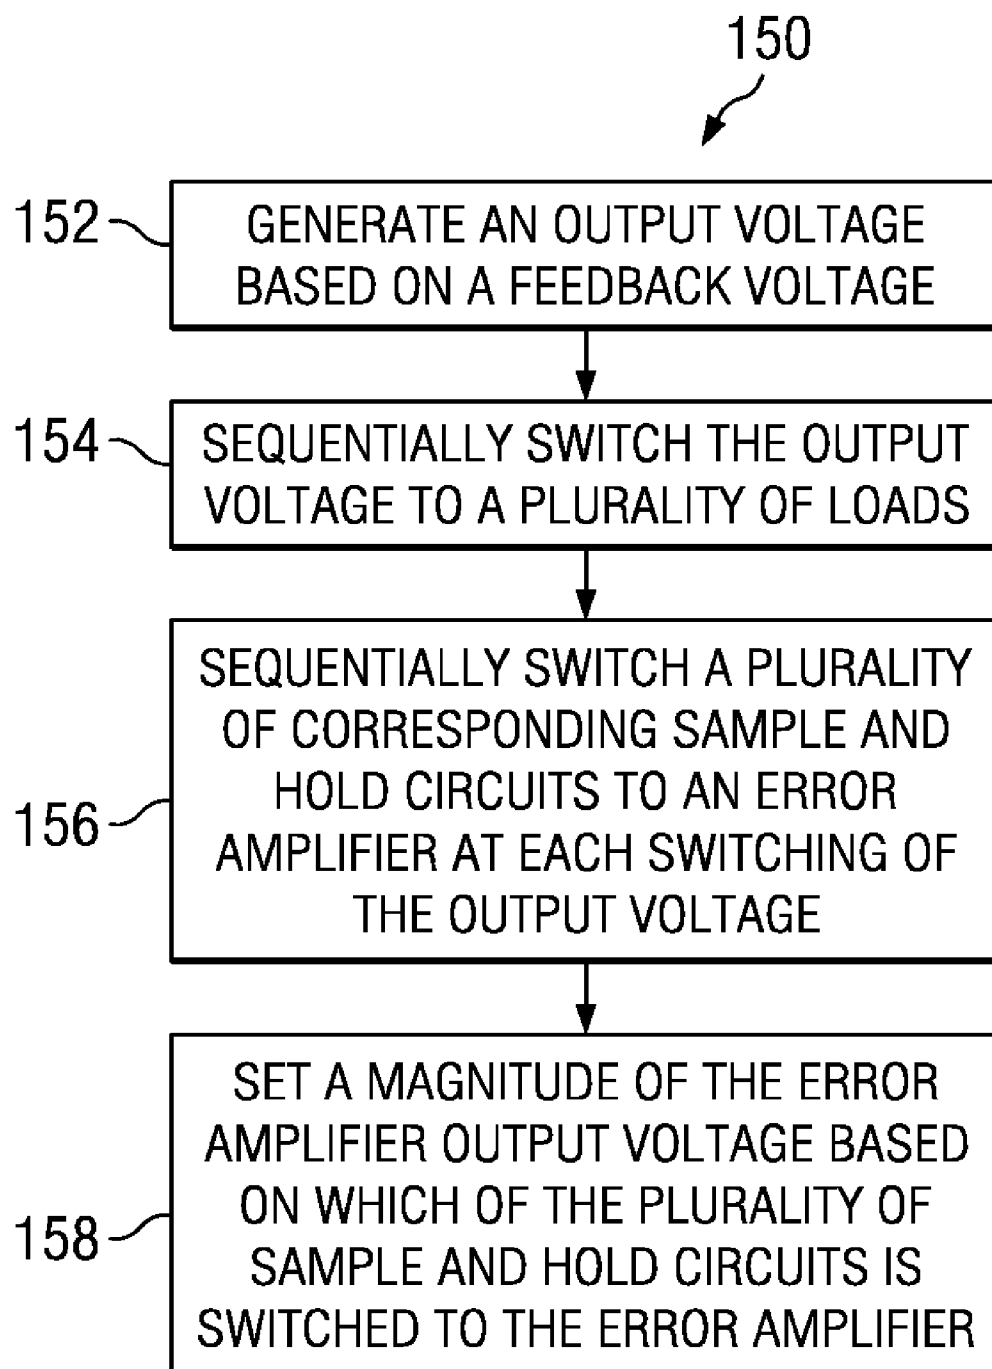 150
152
GENERATE AN OUTPUT VOLTAGE
BASED ON A FEEDBACK VOLTAGE
154
SEQUENTIALLY SWITCH THE OUTPUT
VOLTAGE TO A PLURALITY OF LOADS
156
SEQUENTIALLY SWITCH A PLURALITY
OF CORRESPONDING SAMPLE AND
HOLD CIRCUITS TO AN ERROR
AMPLIFIER AT EACH SWITCHING OF
THE OUTPUT VOLTAGE
158
SET A MAGNITUDE OF THE ERROR
AMPLIFIER OUTPUT VOLTAGE BASED
ON WHICH OF THE PLURALITY OF
SAMPLE AND HOLD CIRCUITS IS
SWITCHED TO THE ERROR AMPLIFIER